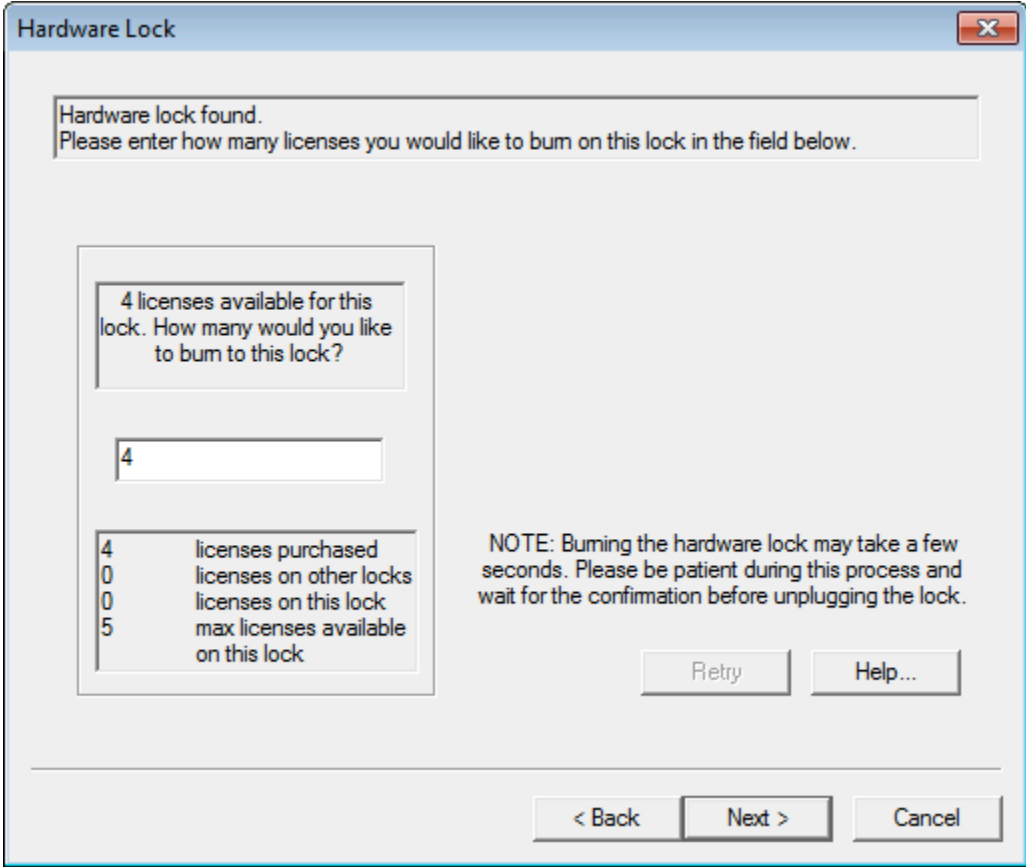 Hardware Lock
Hardware lock found.
Please enter how many licenses you would like to burn on this lock in the field below.
4 licenses available for this
lock. How many would you like
to burn to this lock?
4
4 licenses purchased
0 licenses on other locks
0 licenses on this lock
5 max licenses available
on this lock
NOTE: Burning the hardware lock may take a few
seconds. Please be patient during this process and
wait for the confirmation before unplugging the lock.
Retry
Help...
< Back
Next >
Cancel